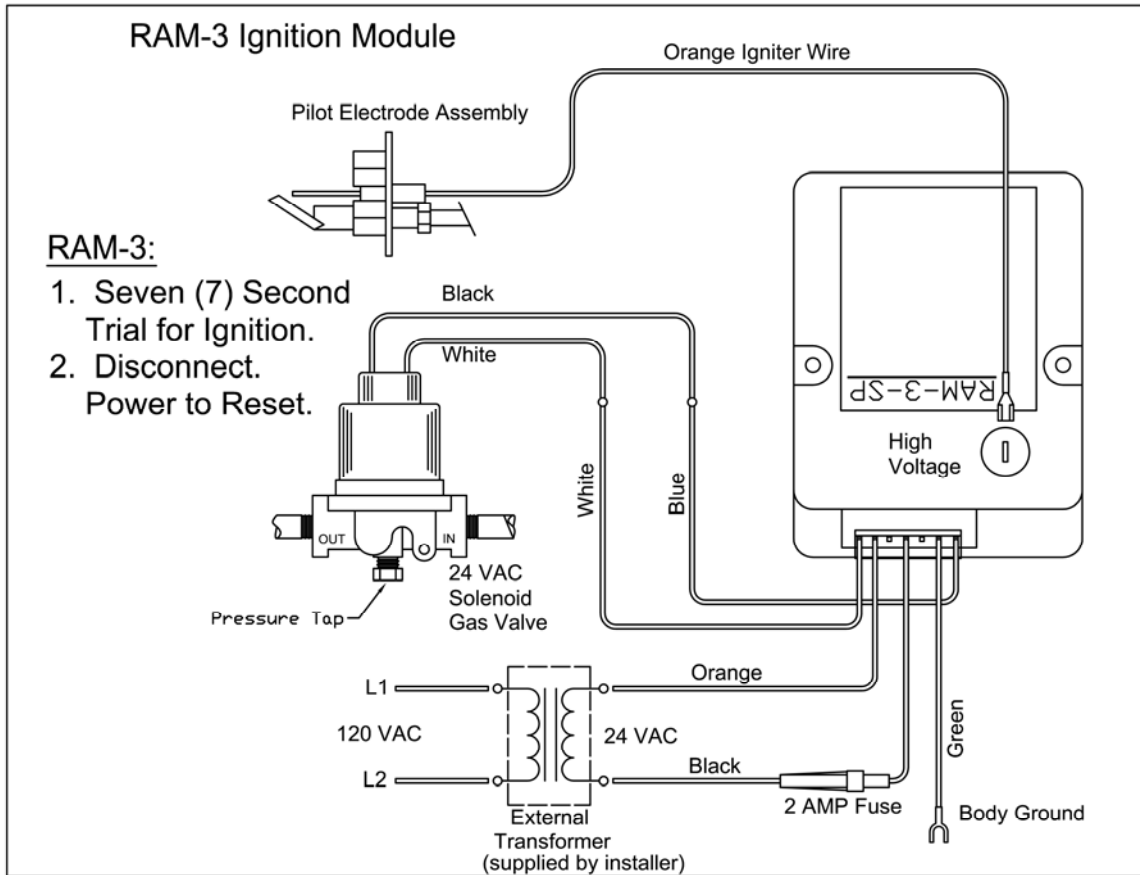 RAM-3 Ignition Module
Orange Igniter Wire
Pilot Electrode Assembly
RAM-3:
1. Seven (7) Second
Trial for Ignition.
2. Disconnect.
Power to Reset.
Black
White
RAM-3-SP
High
Voltage
White
Blue
OUT
IN
24 VAC
Solenoid
Gas Valve
Pressure Tap
L1
Orange
120 VAC
24 VAC
Green
L2
Black
2 AMP Fuse
Body Ground
External
Transformer
(supplied by installer)